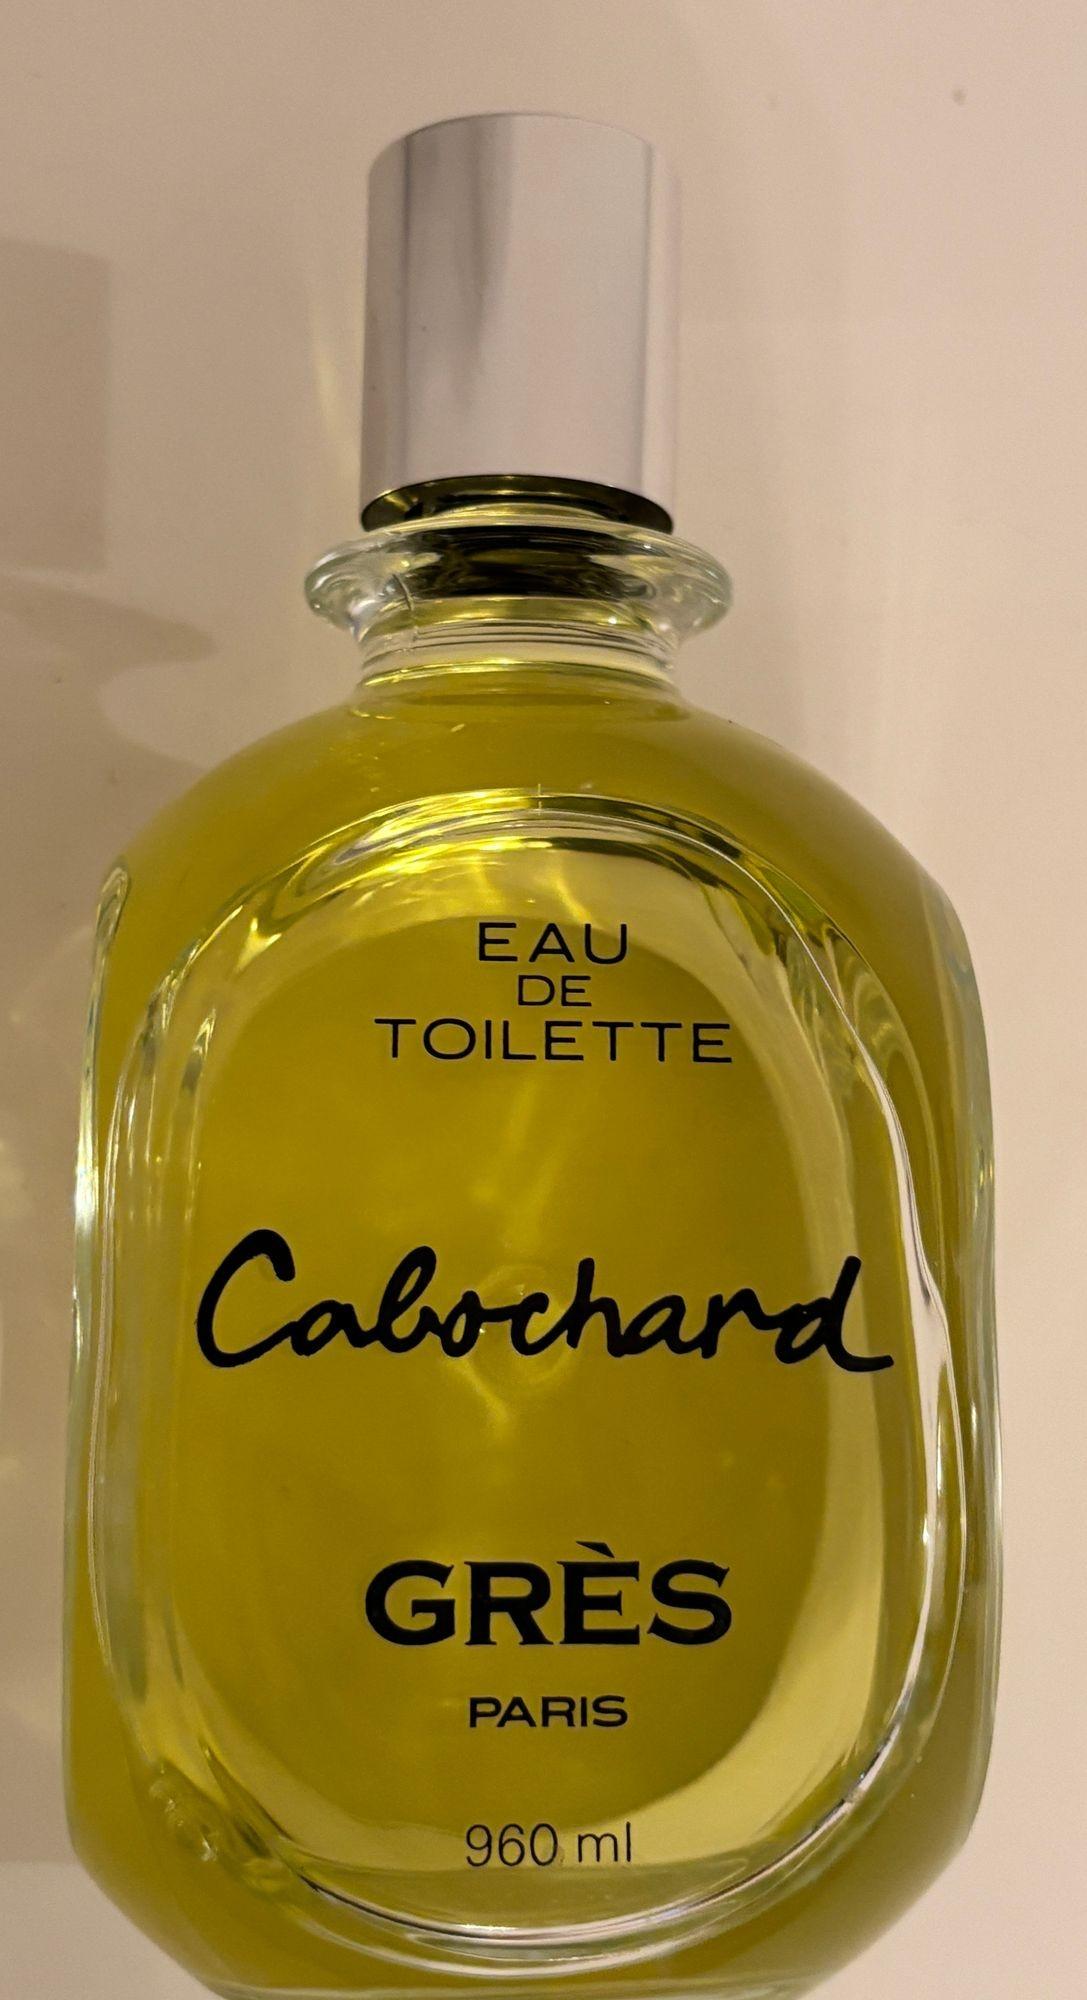 EAU
DE
TOILETTE
Cabochard
GRÈS
PARIS
960 ml